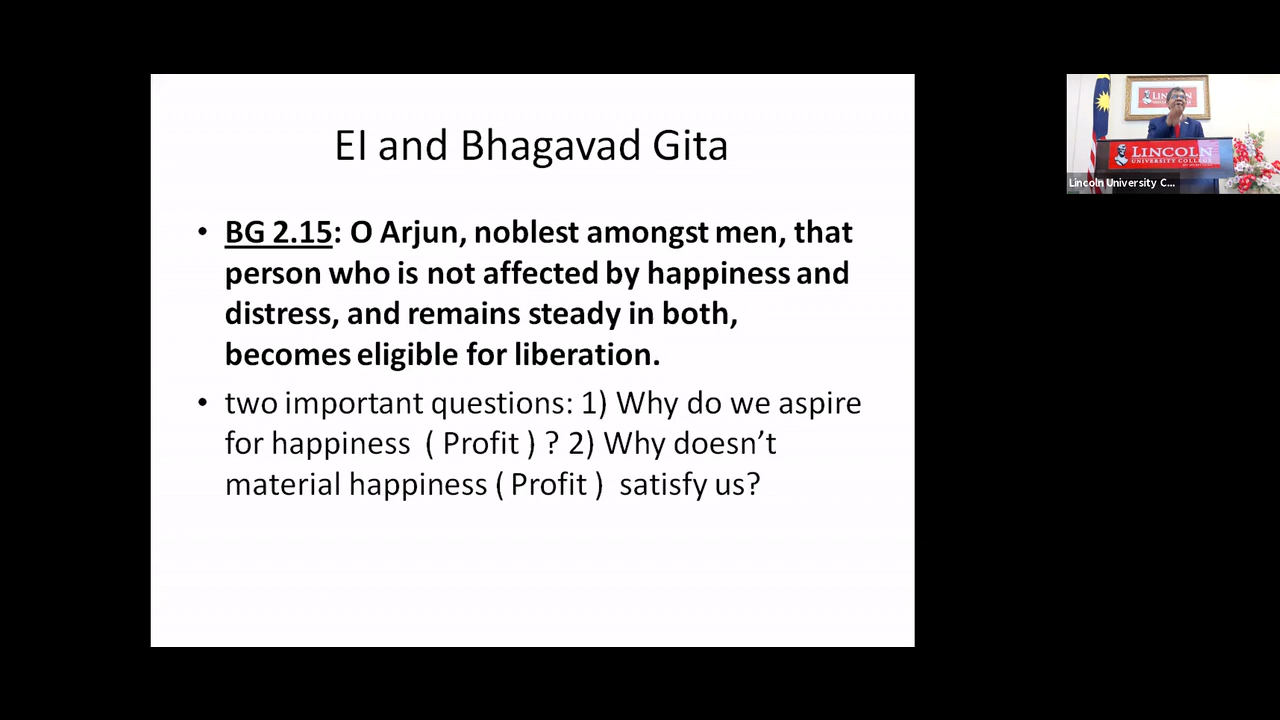 EI and Bhagavad Gita
• BG 2.15: O Arjun, noblest amongst men, that
person who is not affected by happiness and
distress, and remains steady in both,
becomes eligible for liberation.
• two important questions: 1) Why do we aspire
for happiness ( Profit ) ? 2) Why doesn't
material happiness ( Profit ) satisfy us?
LINCOLN
UNIVERSITY COLLEGE
Lincoln University C...